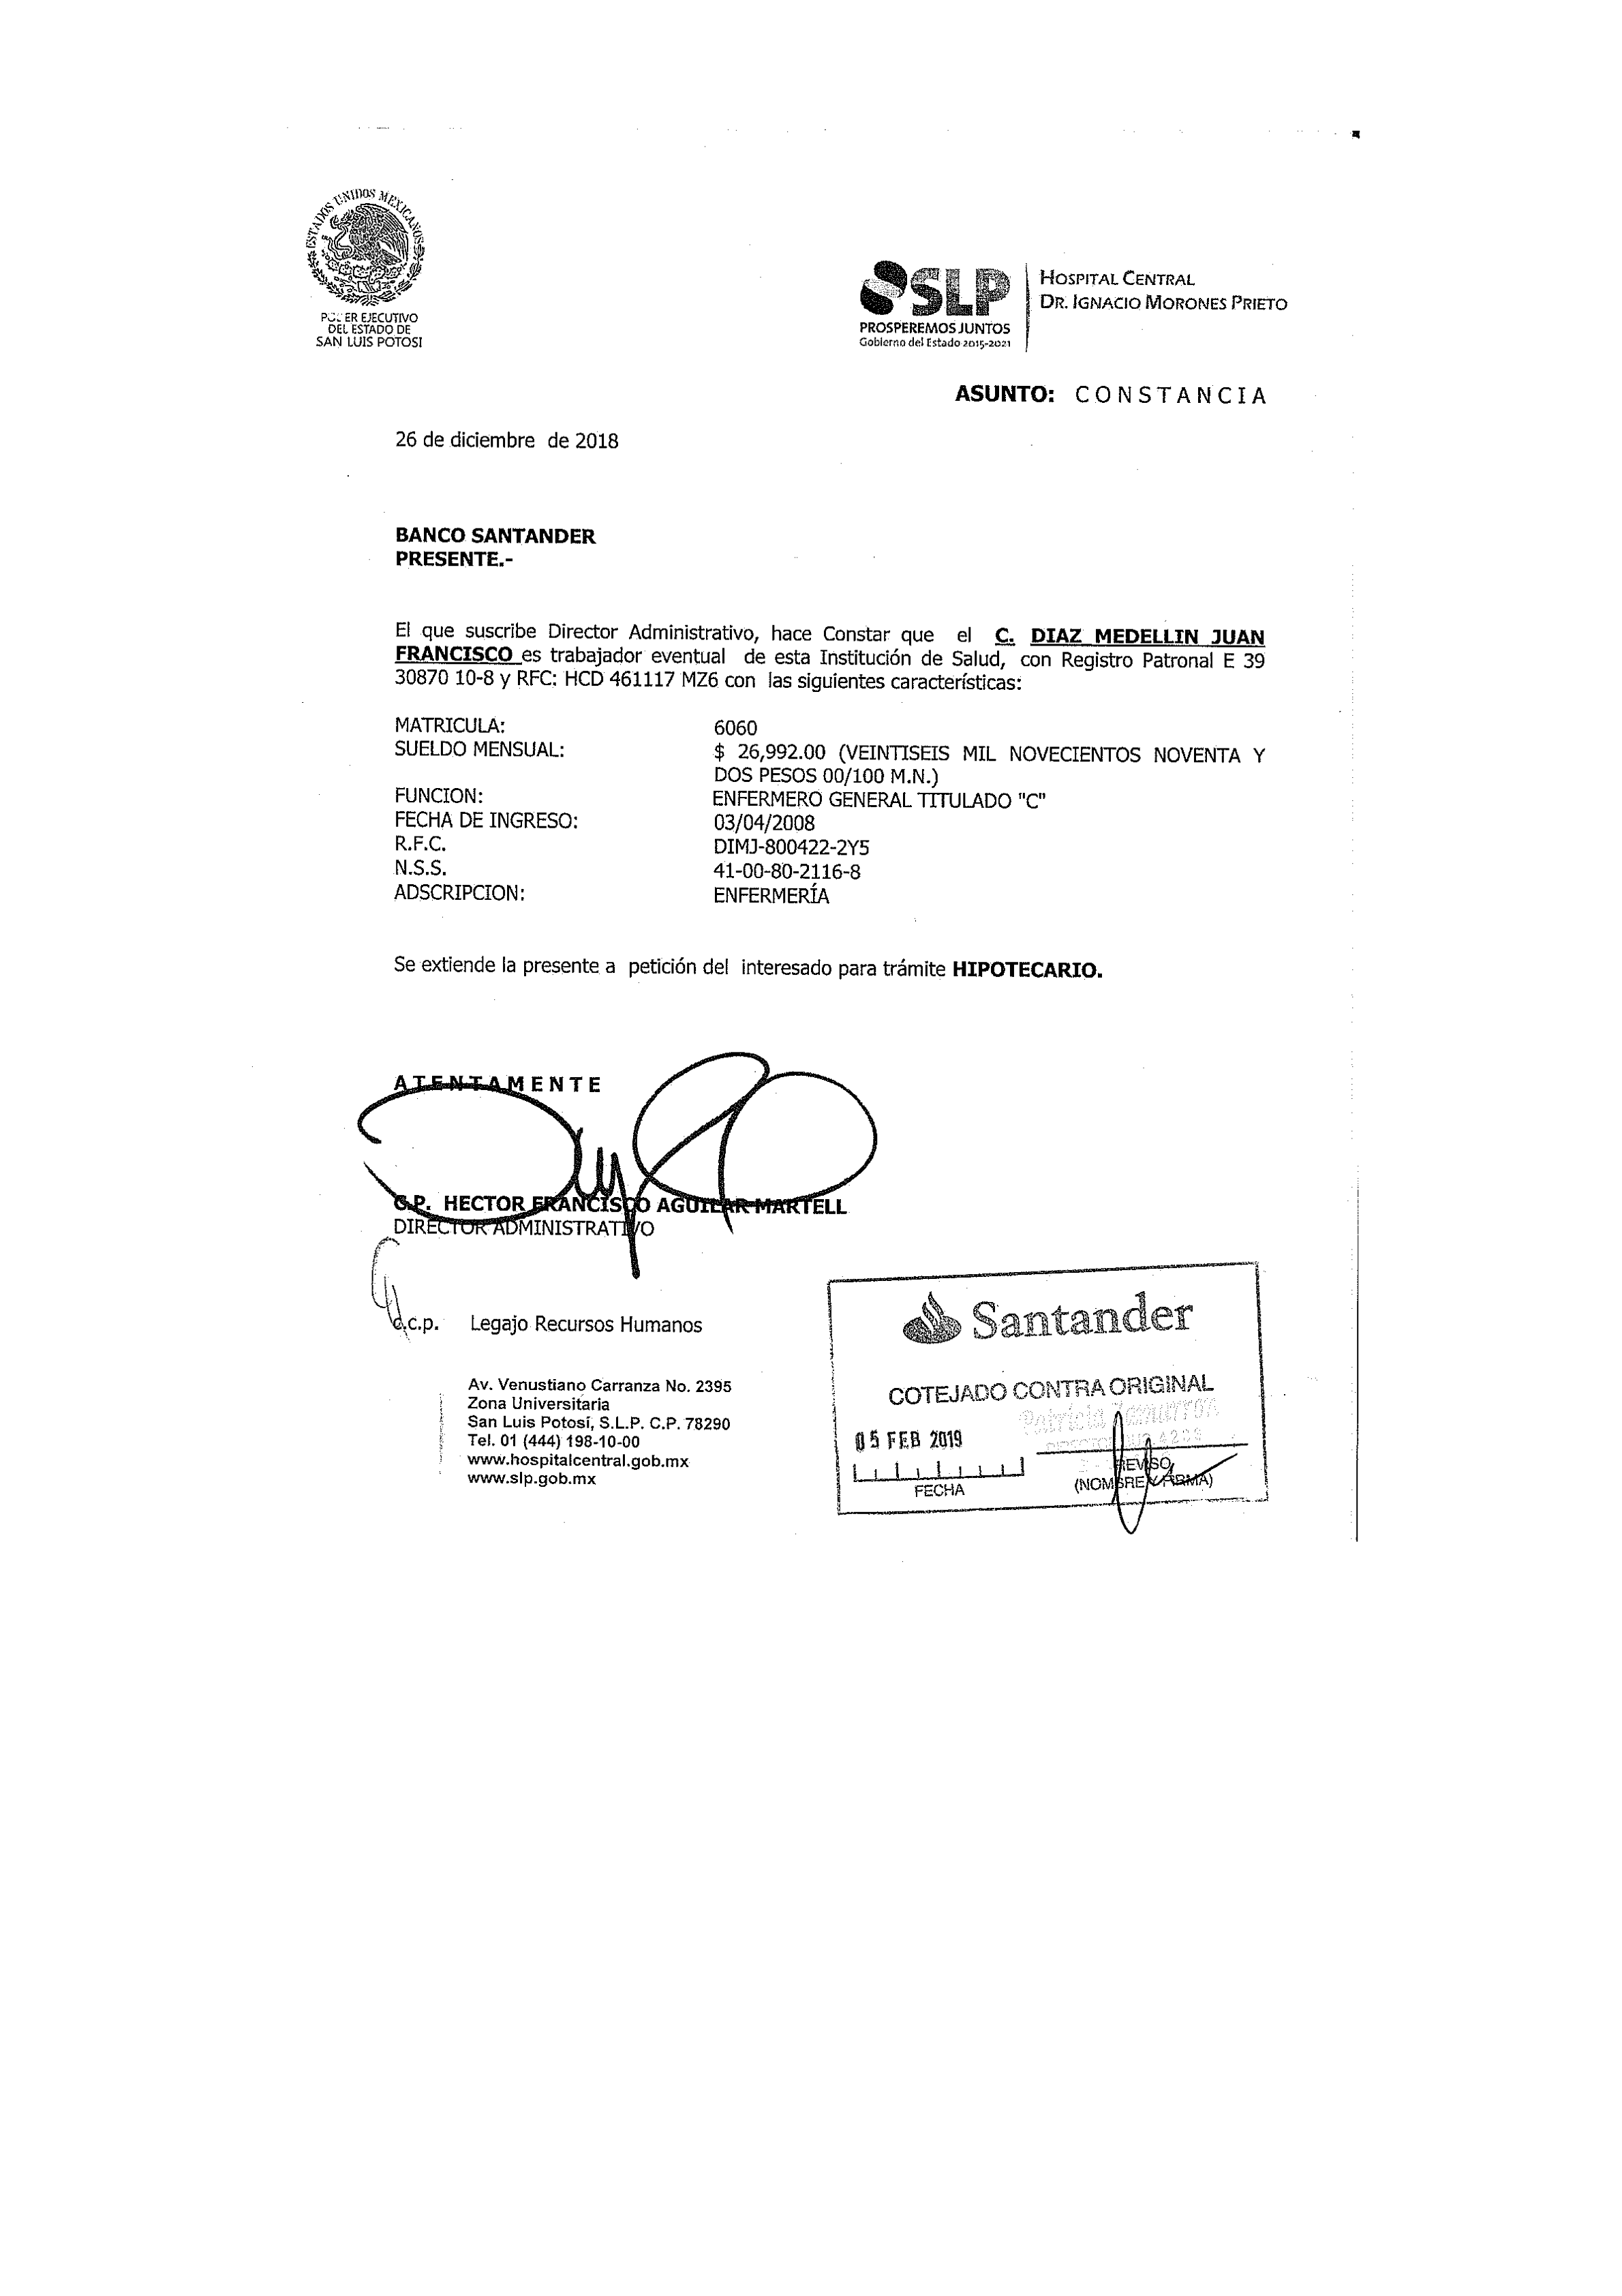 ESTADOS UNIDOS MEXICANOS
PODER EJECUTIVO
DEL ESTADO DE
SAN LUIS POTOSI
SLP
PROSPEREMOS JUNTOS
Gobierno del Estado 2015-2021
HOSPITAL CENTRAL
DR. IGNACIO MORONES PRIETO
ASUNTO: CONSTANCIA
26 de diciembre de 2018
BANCO SANTANDER
PRESENTE.-
El que suscribe Director Administrativo, hace Constar que el C. DIAZ MEDELLIN JUAN
FRANCISCO es trabajador eventual de esta Institución de Salud, con Registro Patronal E 39
30870 10-8 y RFC: HCD 461117 MZ6 con las siguientes características:
MATRICULA: 6060
SUELDO MENSUAL: $ 26,992.00 (VEINTISEIS MIL NOVECIENTOS NOVENTA Y
DOS PESOS 00/100 M.N.)
FUNCION: ENFERMERO GENERAL TITULADO "C"
FECHA DE INGRESO: 03/04/2008
R.F.C. DIMJ-800422-2Y5
N.S.S. 41-00-80-2116-8
ADSCRIPCION: ENFERMERÍA
Se extiende la presente a petición del interesado para trámite HIPOTECARIO.
ATENTAMENTE
C.P. HECTOR FRANCISCO AGUILAR MARTELL
DIRECTOR ADMINISTRATIVO
c.c.p. Legajo Recursos Humanos
Av. Venustiano Carranza No. 2395
Zona Universitaria
San Luis Potosí, S.L.P. C.P. 78290
Tel. 01 (444) 198-10-00
www.hospitalcentral.gob.mx
www.slp.gob.mx
Santander
COTEJADO CONTRA ORIGINAL
Patricia
05 FEB 2019
FECHA
REVISO
(NOMBRE Y FIRMA)